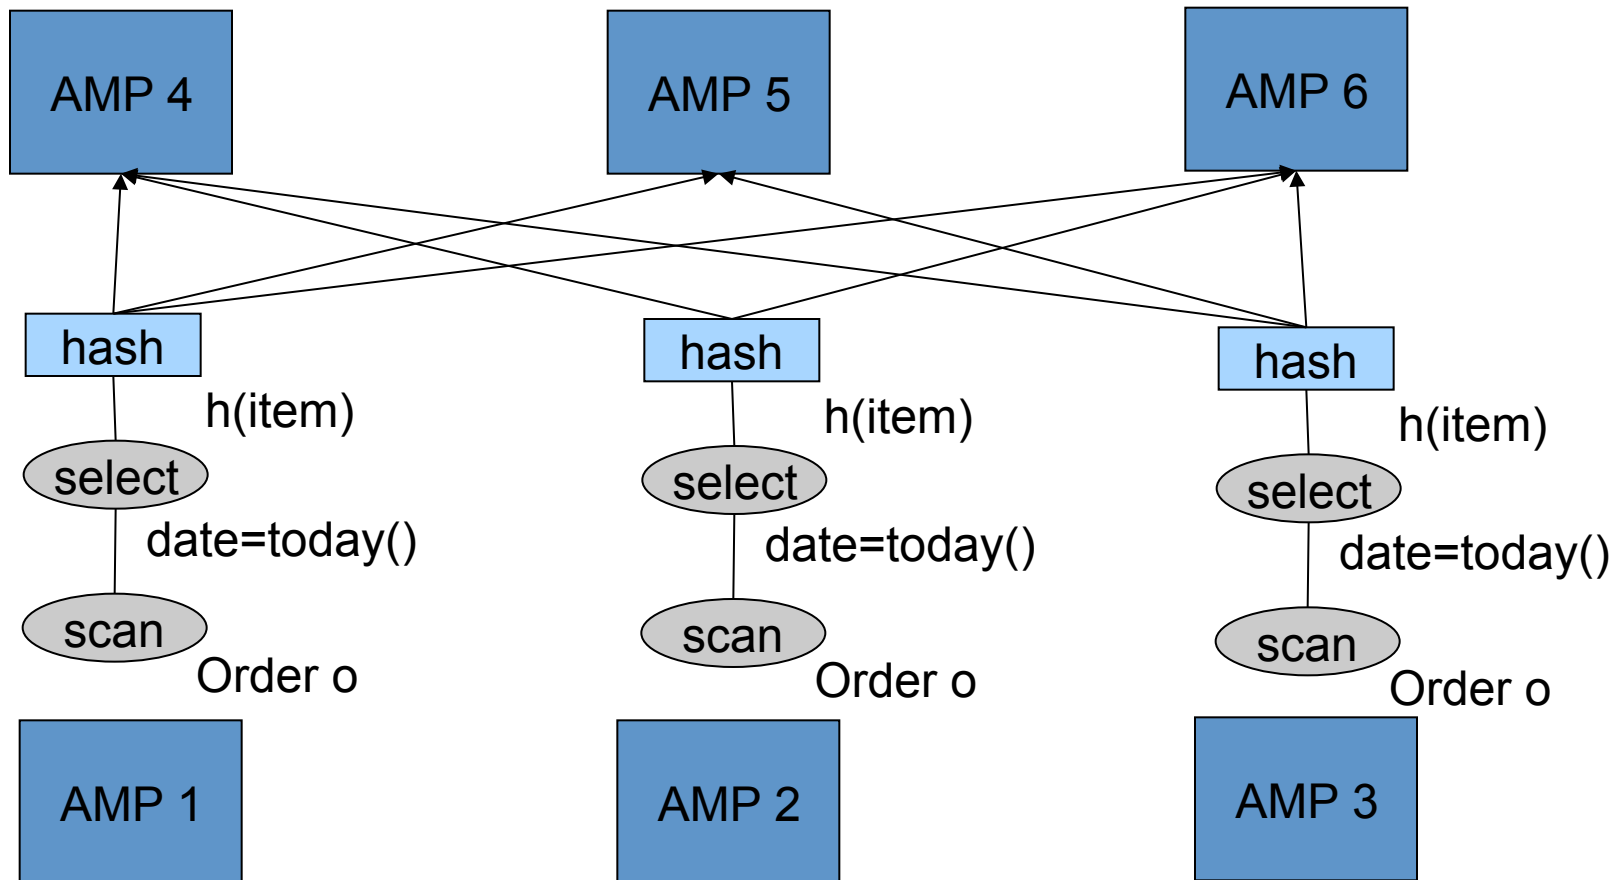 AMP 4
AMP 5
AMP 6
hash
hash
hash
h(item)
h(item)
h(item)
select
select
select
date=today()
date=today()
date=today()
scan
scan
scan
Order o
Order o
Order o
AMP 1
AMP 2
AMP 3